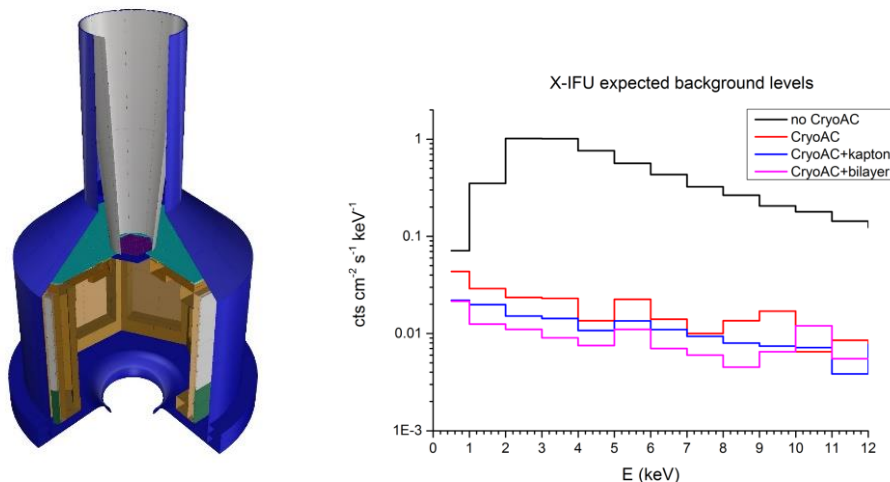 X-IFU expected background levels
no CryoAC
CryoAC
CryoAC+kapton
CryoAC+bilayer
1
0.1
0.01
1E-3
cts cm⁻² s⁻¹ keV⁻¹
0 1 2 3 4 5 6 7 8 9 10 11 12
E (keV)